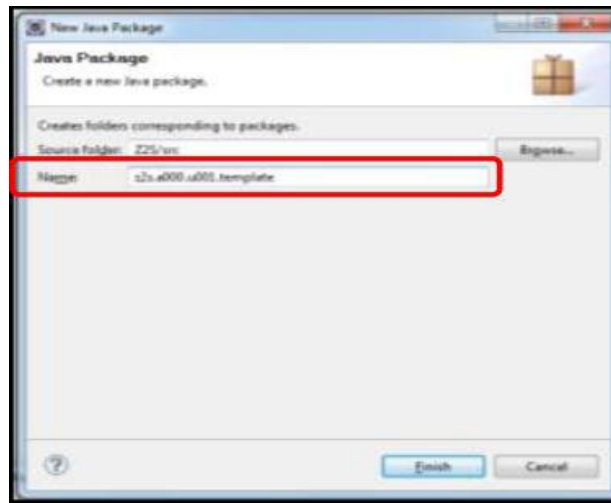 New Java Package
Java Package
Create a new Java package.
Creates folders corresponding to packages.
Source folder: Z2S/src
Browse...
Name: z2s.a000.u001.template
Finish
Cancel